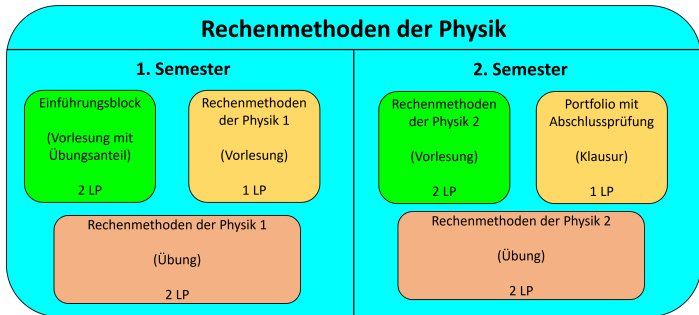 Rechenmethoden der Physik
1. Semester
Einführungsblock
(Vorlesung mit
Übungsanteil)
2 LP
Rechenmethoden
der Physik 1
(Vorlesung)
1 LP
Rechenmethoden der Physik 1
(Übung)
2 LP
2. Semester
Rechenmethoden
der Physik 2
(Vorlesung)
2 LP
Portfolio mit
Abschlussprüfung
(Klausur)
1 LP
Rechenmethoden der Physik 2
(Übung)
2 LP